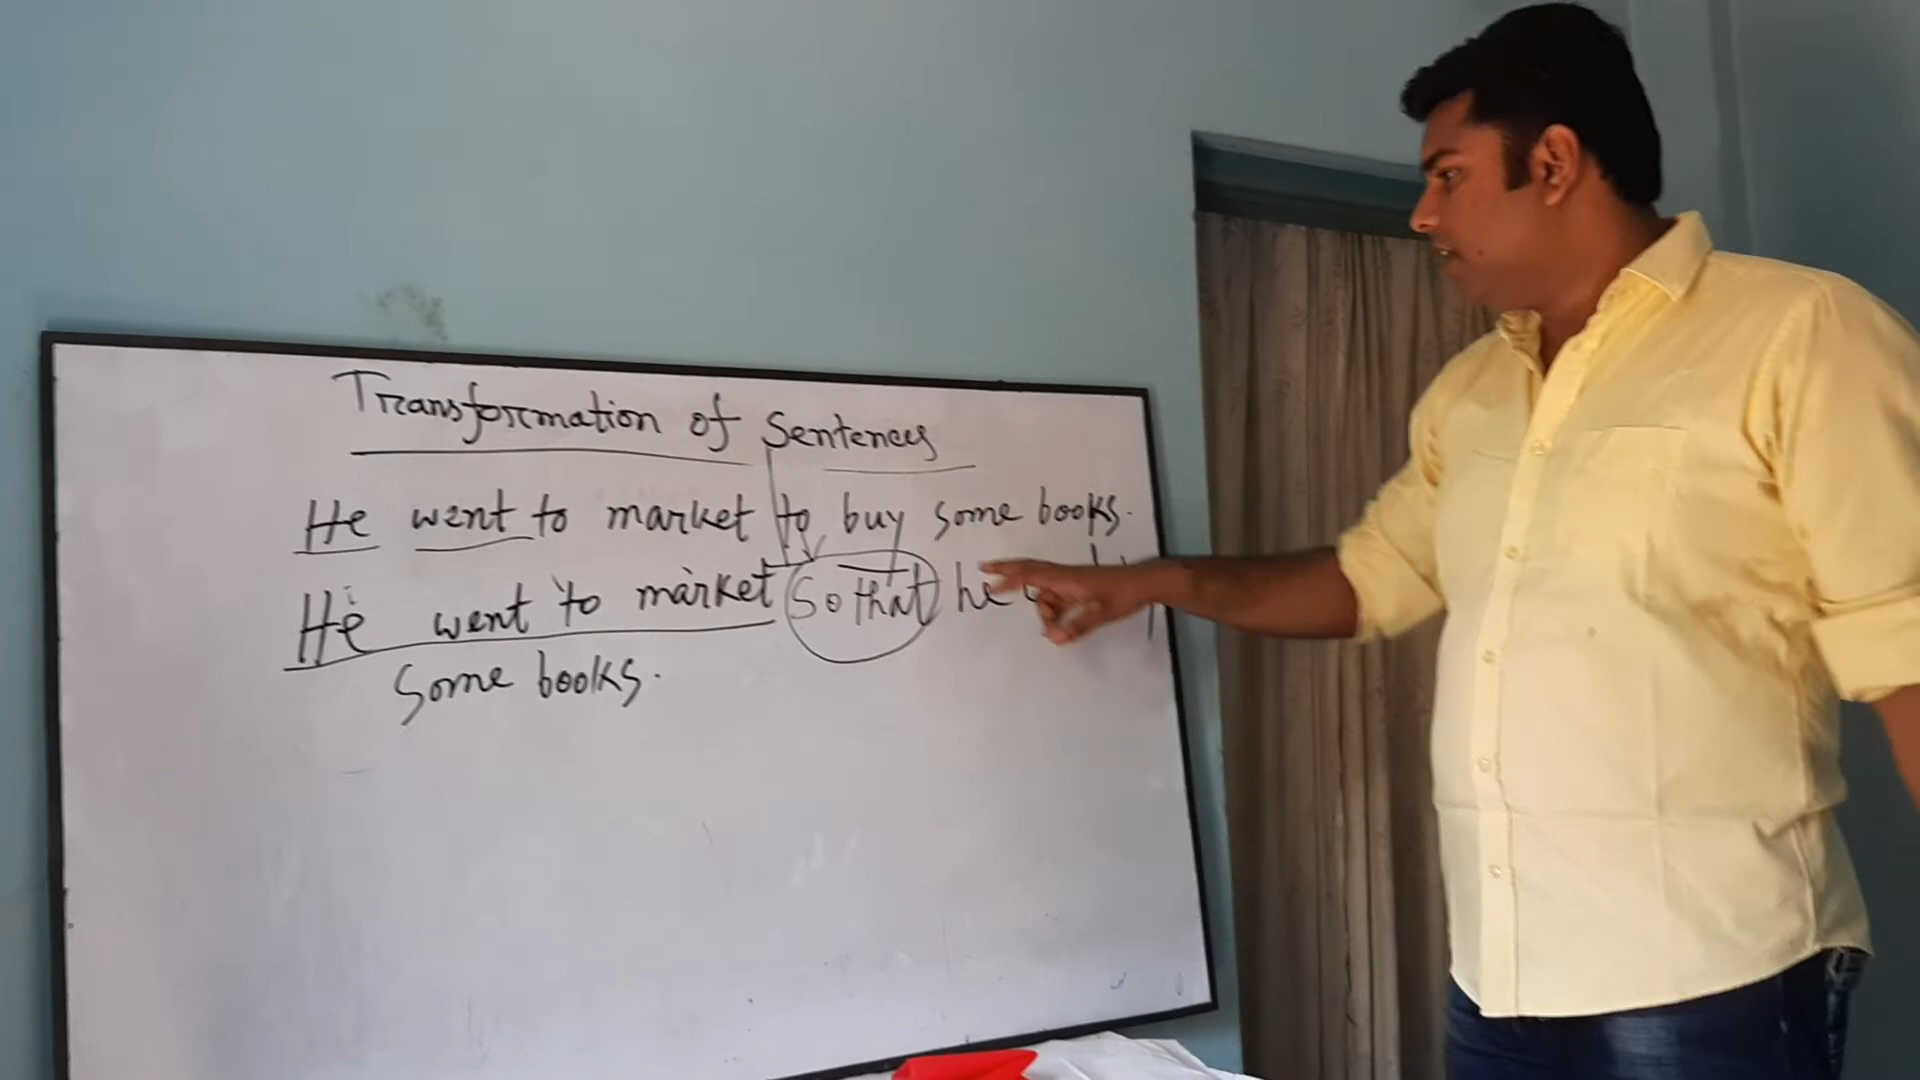 Transformation of Sentences
He went to market to buy some books.
He went to market so that he
some books.